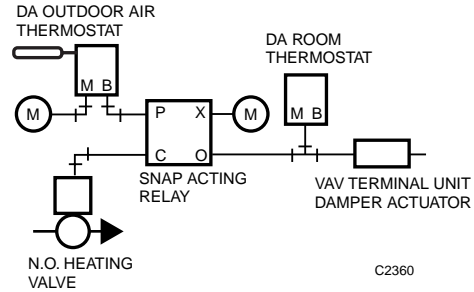 DA OUTDOOR AIR
THERMOSTAT
DA ROOM
THERMOSTAT
M B
M B
M
P
X
M
C
O
SNAP ACTING
RELAY
VAV TERMINAL UNIT
DAMPER ACTUATOR
N.O. HEATING
VALVE
C2360